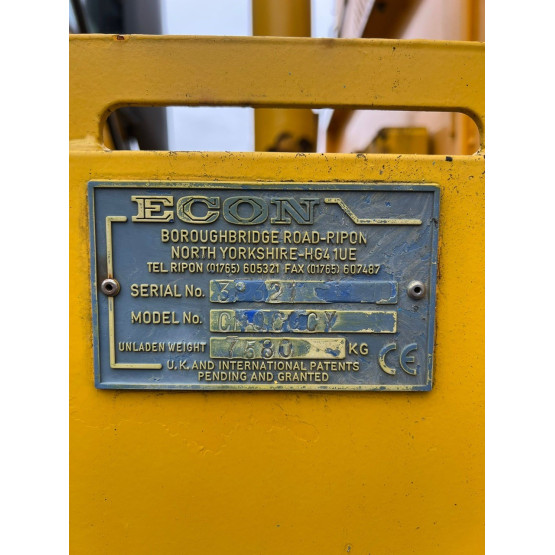 ECON
BOROUGHBRIDGE ROAD-RIPON
NORTH YORKSHIRE-HG4 1UE
TEL. RIPON (01765) 605321 FAX (01765) 607487
SERIAL No.
MODEL No.
UNLADEN WEIGHT KG
CE
U.K. AND INTERNATIONAL PATENTS
PENDING AND GRANTED